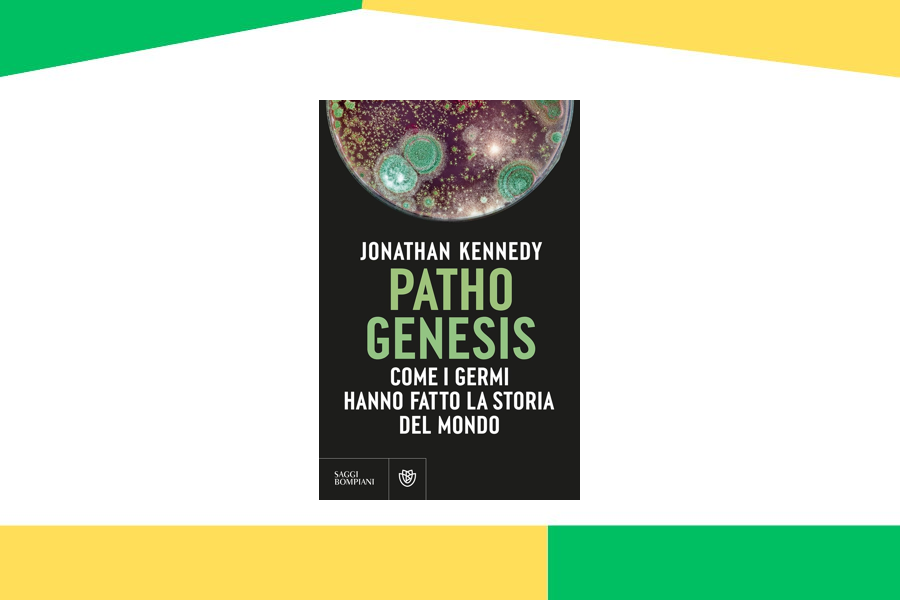 JONATHAN KENNEDY
PATHO
GENESIS
COME I GERMI
HANNO FATTO LA STORIA
DEL MONDO
SAGGI
BOMPIANI